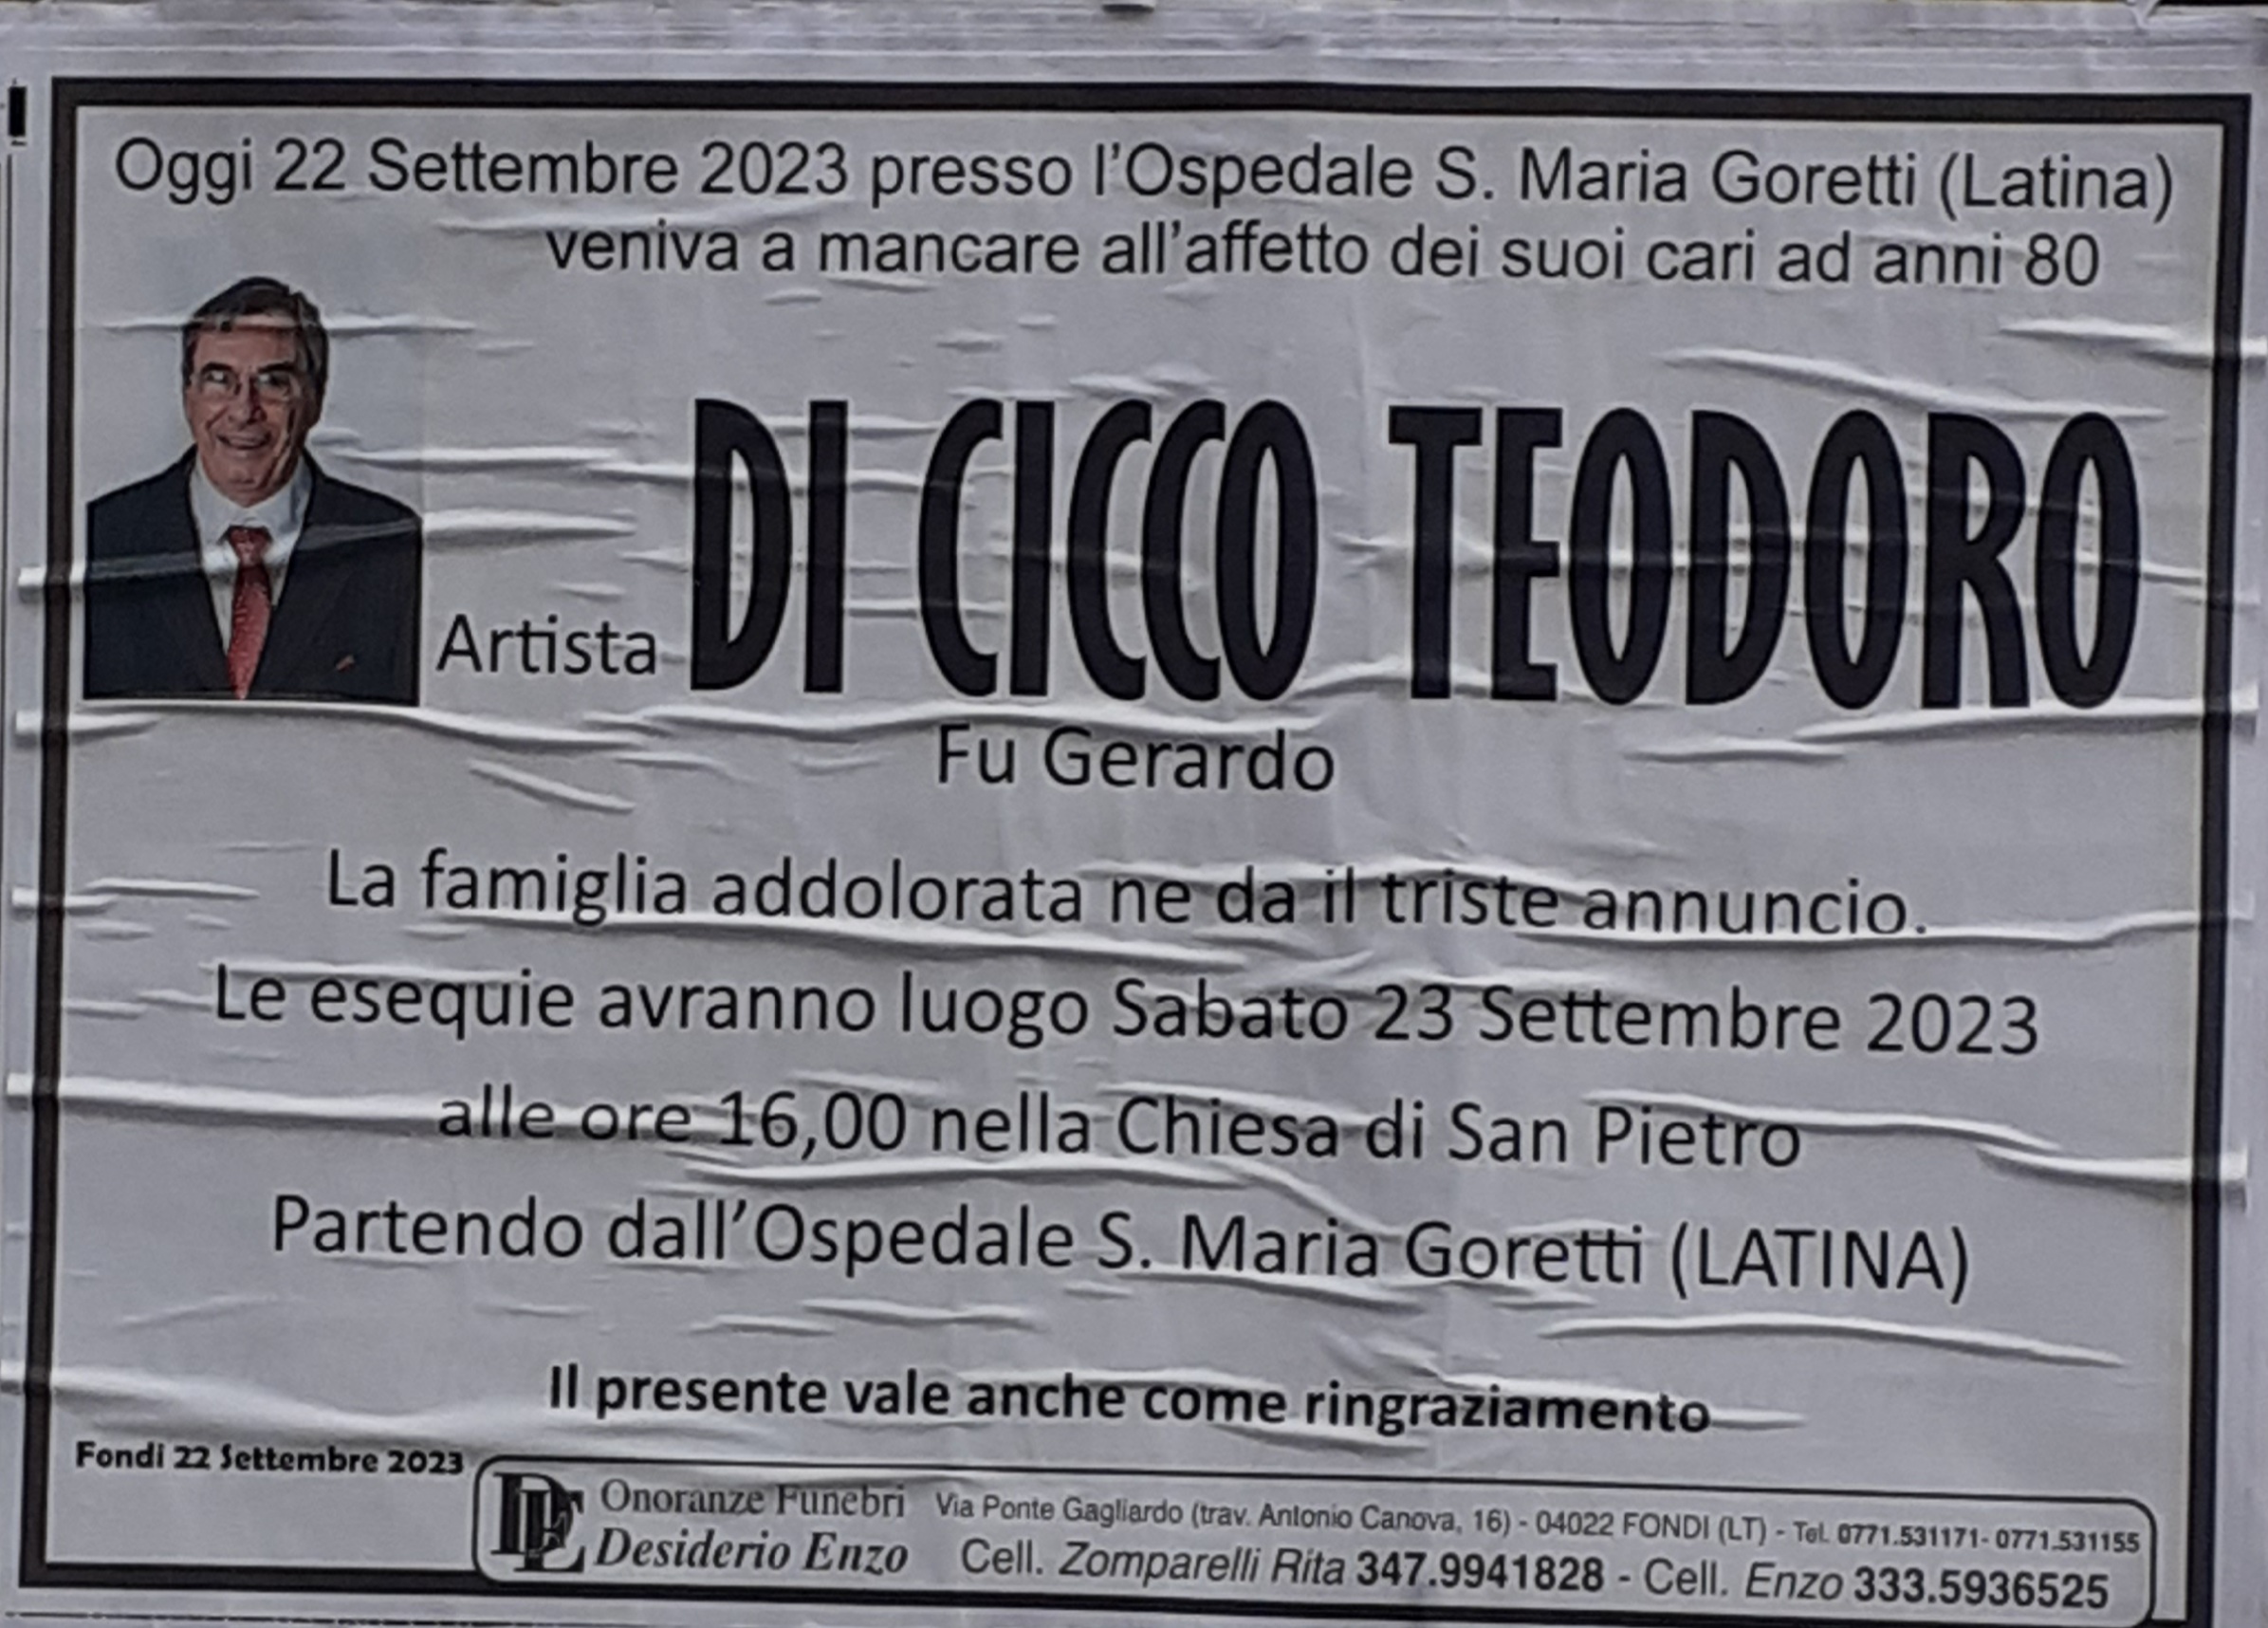 Oggi 22 Settembre 2023 presso l'Ospedale S. Maria Goretti (Latina)
veniva a mancare all'affetto dei suoi cari ad anni 80
Artista DI CICCO TEODORO
Fu Gerardo
La famiglia addolorata ne da il triste annuncio.
Le esequie avranno luogo Sabato 23 Settembre 2023
alle ore 16,00 nella Chiesa di San Pietro
Partendo dall'Ospedale S. Maria Goretti (LATINA)
Il presente vale anche come ringraziamento
Fondi 22 Settembre 2023
DE
Onoranze Funebri
Desiderio Enzo
Via Ponte Gagliardo (trav. Antonio Canova, 16) - 04022 FONDI (LT) - Tel. 0771.531171- 0771.531155
Cell. Zomparelli Rita 347.9941828 - Cell. Enzo 333.5936525